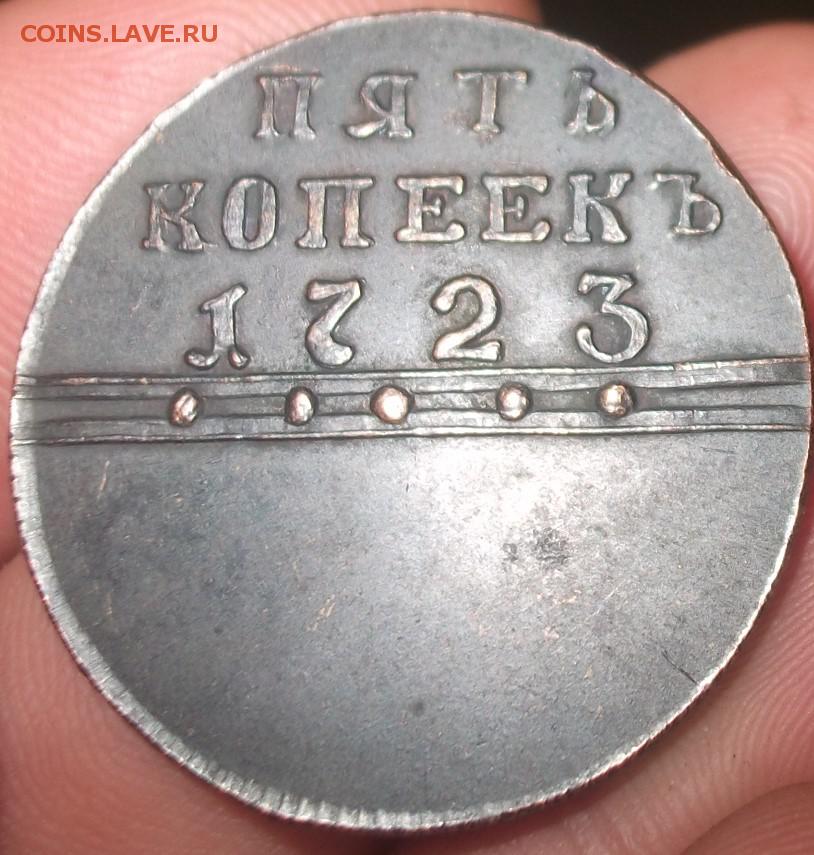 COINS.LAVE.RU
ПЯТЬ
КОПЕЕКЪ
1723